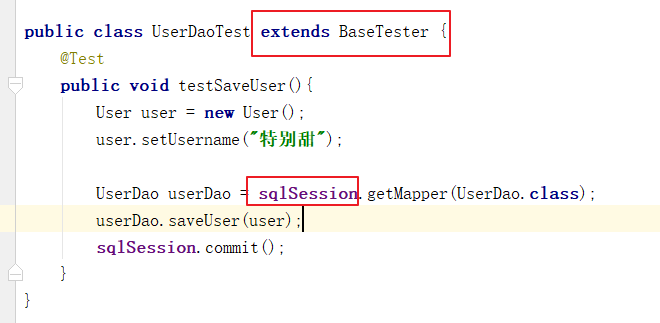 public class UserDaoTest extends BaseTester {
@Test
public void testSaveUser(){
User user = new User();
user.setUsername("特别甜");
UserDao userDao = sqlSession.getMapper(UserDao.class);
userDao.saveUser(user);
sqlSession.commit();
}
}